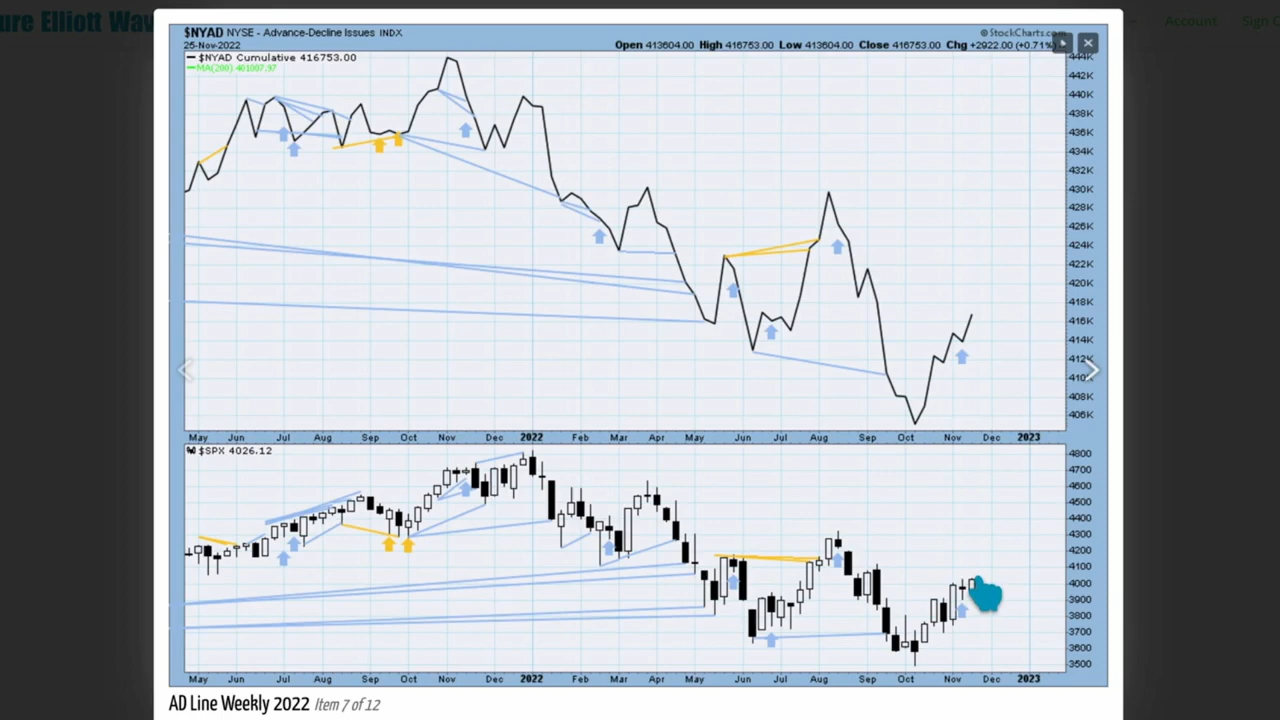 ure Elliott Wav
Account
Sign
$NYAD NYSE - Advance-Decline Issues INDX
© StockCharts.com
25-Nov-2022
Open 413604.00 High 416753.00 Low 413604.00 Close 416753.00 Chg +2922.00 (+0.71%)
$NYAD Cumulative 416753.00
MA(200) 401007.97
444K
442K
440K
438K
436K
434K
432K
430K
428K
426K
424K
422K
420K
418K
416K
414K
412K
410K
408K
406K
May Jun Jul Aug Sep Oct Nov Dec 2022 Feb Mar Apr May Jun Jul Aug Sep Oct Nov Dec 2023
$SPX 4026.12
4800
4700
4600
4500
4400
4300
4200
4100
4000
3900
3800
3700
3600
3500
May Jun Jul Aug Sep Oct Nov Dec 2022 Feb Mar Apr May Jun Jul Aug Sep Oct Nov Dec 2023
AD Line Weekly 2022 Item 7 of 12